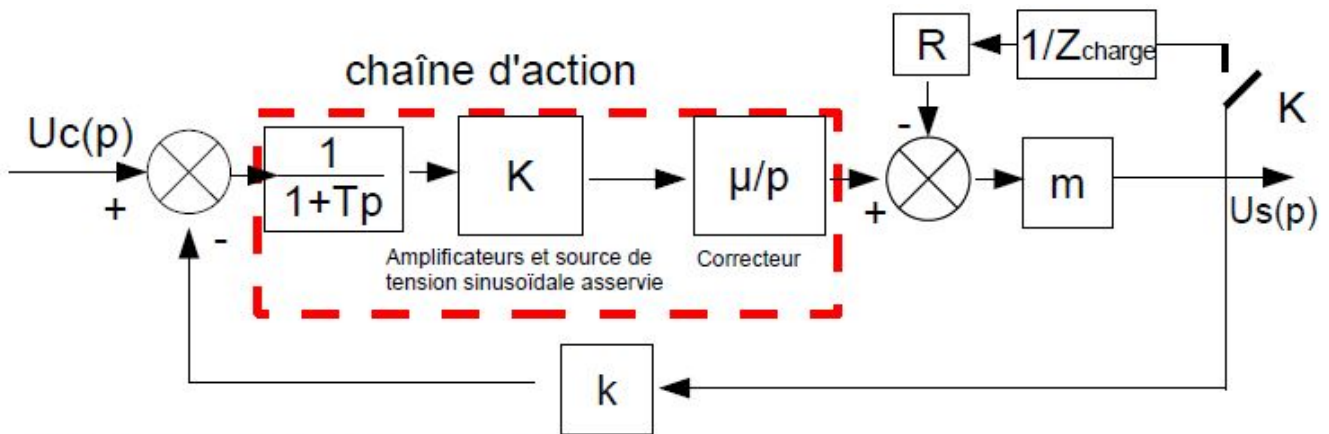 R
1/Zcharge
chaîne d'action
K
Uc(p)
+
-
1
1+Tp
K
µ/p
-
+
m
Us(p)
Amplificateurs et source de
tension sinusoïdale asservie
Correcteur
k